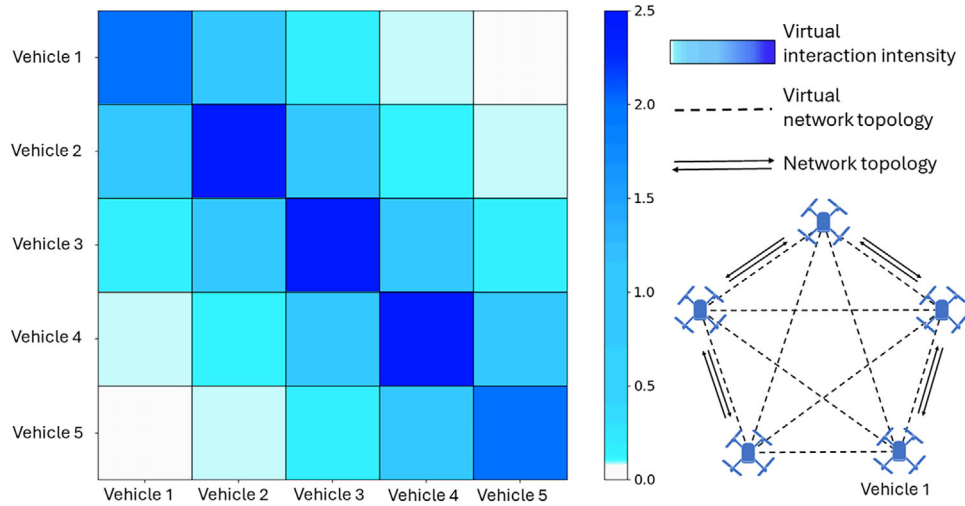 Vehicle 1
Vehicle 2
Vehicle 3
Vehicle 4
Vehicle 5
Vehicle 1
Vehicle 2
Vehicle 3
Vehicle 4
Vehicle 5
2.5
2.0
1.5
1.0
0.5
0.0
Virtual
interaction intensity
Virtual
network topology
Network topology
Vehicle 1